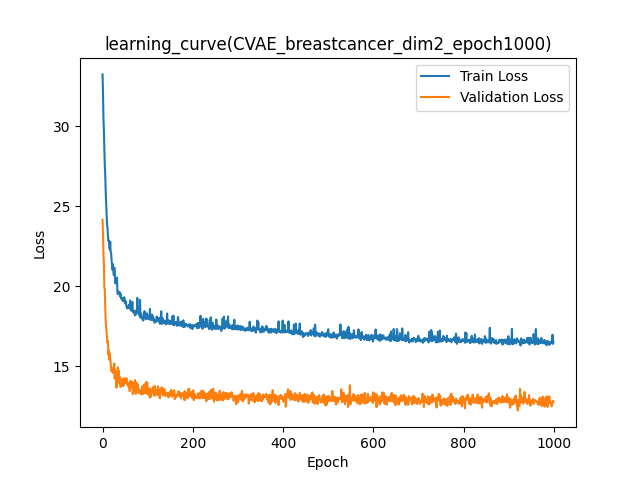 learning_curve(CVAE_breastcancer_dim2_epoch1000)
Train Loss
Validation Loss
30
25
20
15
Loss
0 200 400 600 800 1000
Epoch